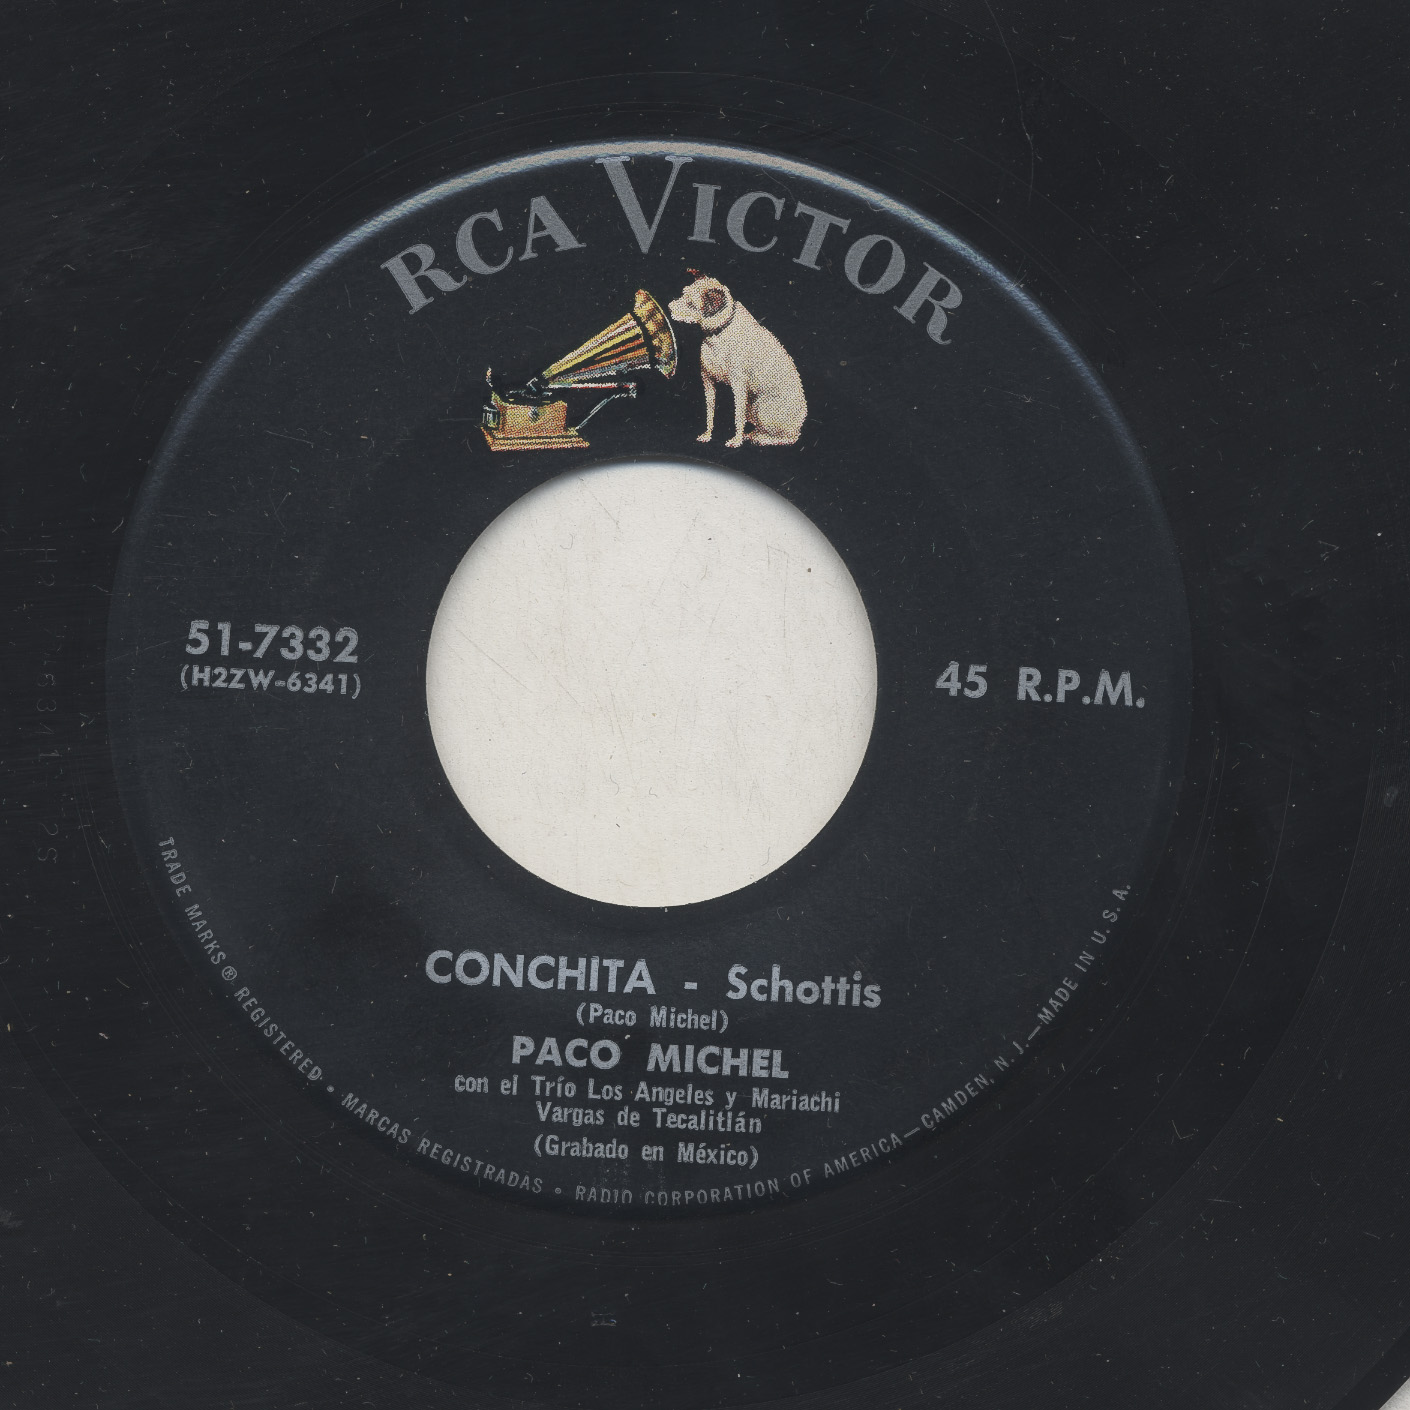 RCA VICTOR
51-7332
(H2ZW-6341)
45 R.P.M.
CONCHITA - Schottis
(Paco Michel)
PACO MICHEL
con el Trío Los Angeles y Mariachi
Vargas de Tecalitlán
(Grabado en México)
TRADE MARKS ® REGISTERED • MARCAS REGISTRADAS • RADIO CORPORATION OF AMERICA—CAMDEN, N. J.—MADE IN U. S. A.